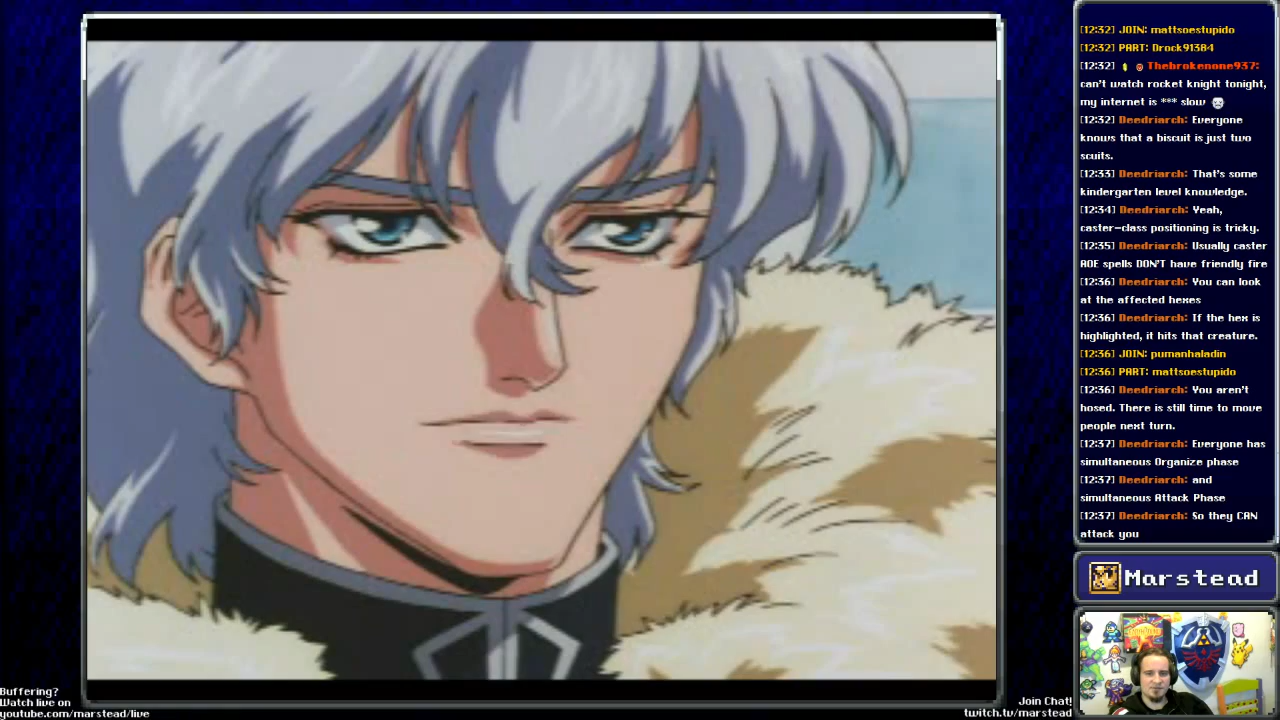 [12:32] JOIN: mattsoestupido
[12:32] PART: Drock91384
[12:32] Thebrokenone937:
can't watch rocket knight tonight,
my internet is *** slow
[12:32] Deedriarch: Everyone
knows that a biscuit is just two
scuits.
[12:33] Deedriarch: That's some
kindergarten level knowledge.
[12:34] Deedriarch: Yeah,
caster-class positioning is tricky.
[12:35] Deedriarch: Usually caster
AOE spells DON'T have friendly fire
[12:36] Deedriarch: You can look
at the affected hexes
[12:36] Deedriarch: If the hex is
highlighted, it hits that creature.
[12:36] JOIN: pumanhaladin
[12:36] PART: mattsoestupido
[12:36] Deedriarch: You aren't
hosed. There is still time to move
people next turn.
[12:37] Deedriarch: Everyone has
simultaneous Organize phase
[12:37] Deedriarch: and
simultaneous Attack Phase
[12:37] Deedriarch: So they CAN
attack you
Marstead
Buffering?
Watch live on
youtube.com/marstead/live
Join Chat!
twitch.tv/marstead